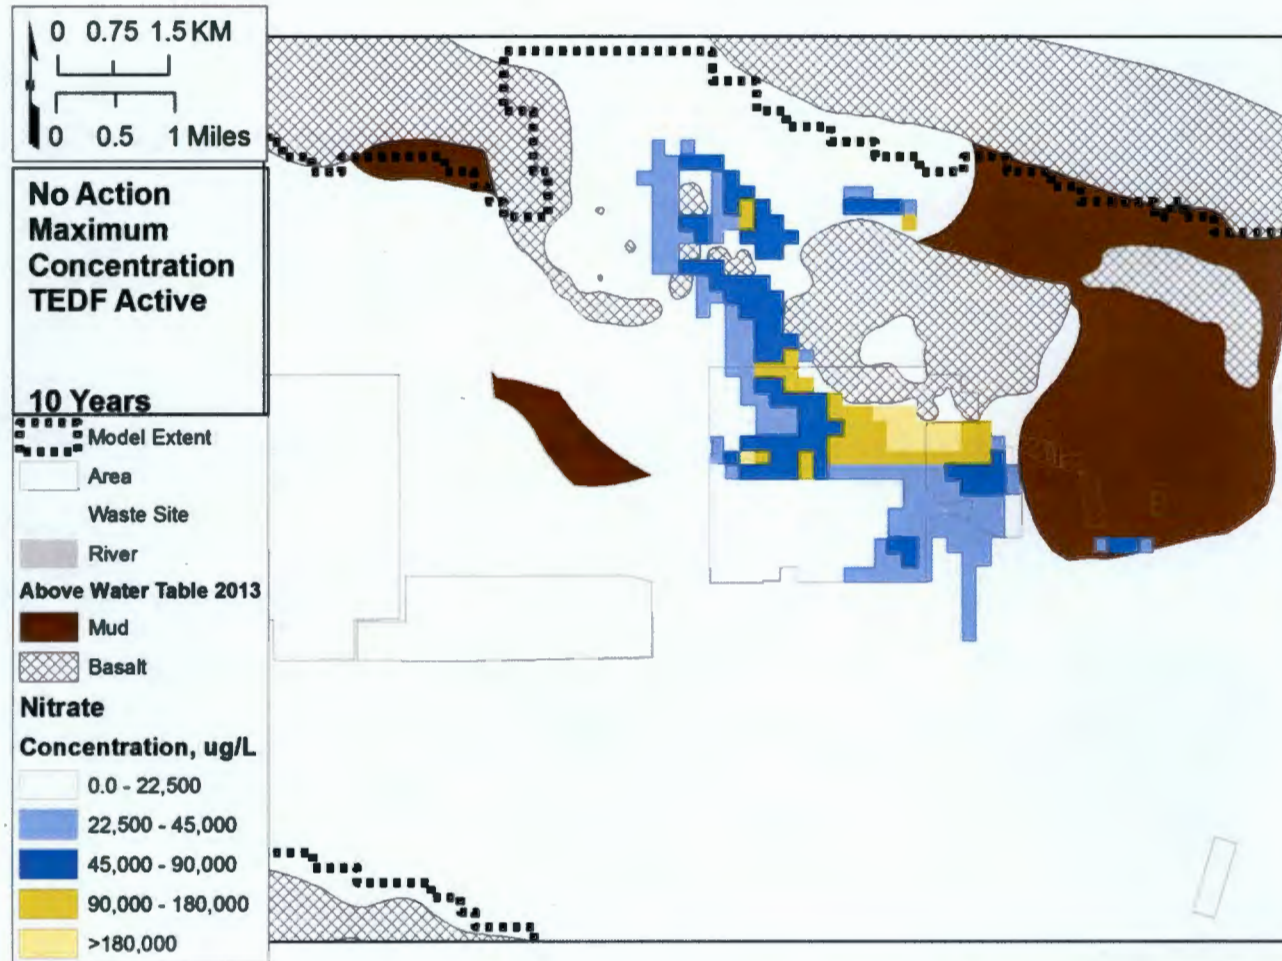 0 0.75 1.5 KM
0 0.5 1 Miles
No Action
Maximum
Concentration
TEDF Active
10 Years
Model Extent
Area
Waste Site
River
Above Water Table 2013
Mud
Basalt
Nitrate
Concentration, ug/L
0.0 - 22,500
22,500 - 45,000
45,000 - 90,000
90,000 - 180,000
>180,000